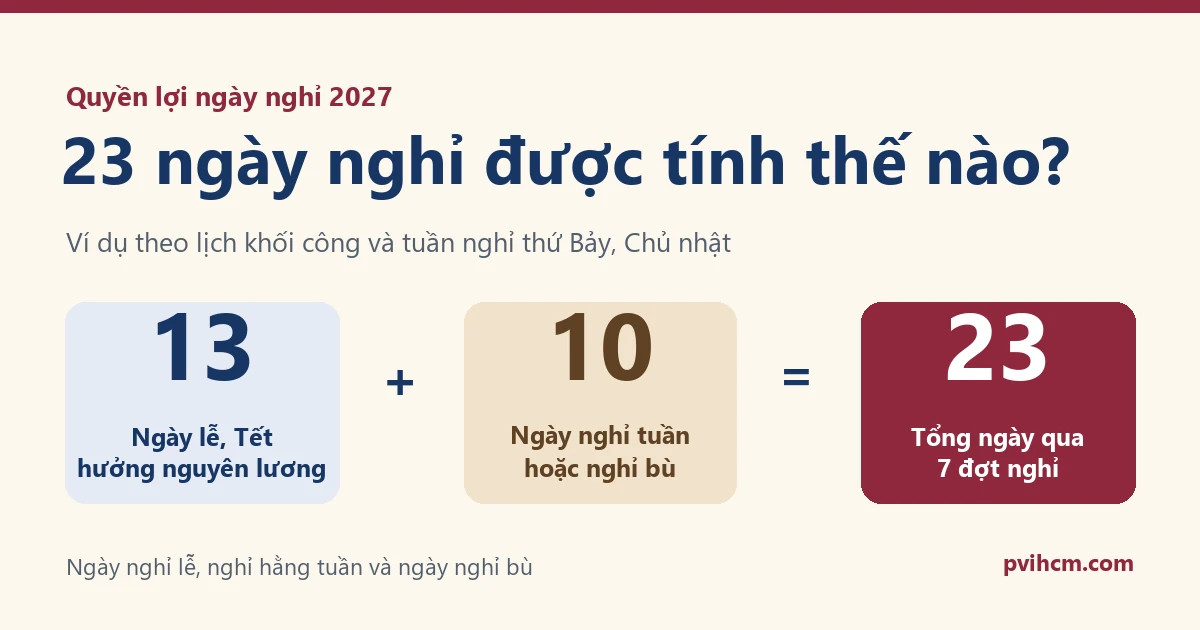 Quyền lợi ngày nghỉ 2027
23 ngày nghỉ được tính thế nào?
Ví dụ theo lịch khối công và tuần nghỉ thứ Bảy, Chủ nhật
13
Ngày lễ, Tết
hưởng nguyên lương
+
10
Ngày nghỉ tuần
hoặc nghỉ bù
=
23
Tổng ngày qua
7 đợt nghỉ
Ngày nghỉ lễ, nghỉ hằng tuần và ngày nghỉ bù
pvihcm.com